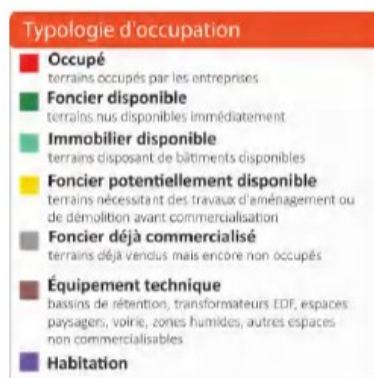 Typologie d'occupation
Occupé
terrains occupés par les entreprises
Foncier disponible
terrains nus disponibles immédiatement
Immobilier disponible
terrains disposant de bâtiments disponibles
Foncier potentiellement disponible
terrains nécessitant des travaux d'aménagement ou
de démolition avant commercialisation
Foncier déjà commercialisé
terrains déjà vendus mais encore non occupés
Équipement technique
bassins de rétention, transformateurs EDF, espaces
paysagers, voirie, zones humides, autres espaces
non commercialisables
Habitation